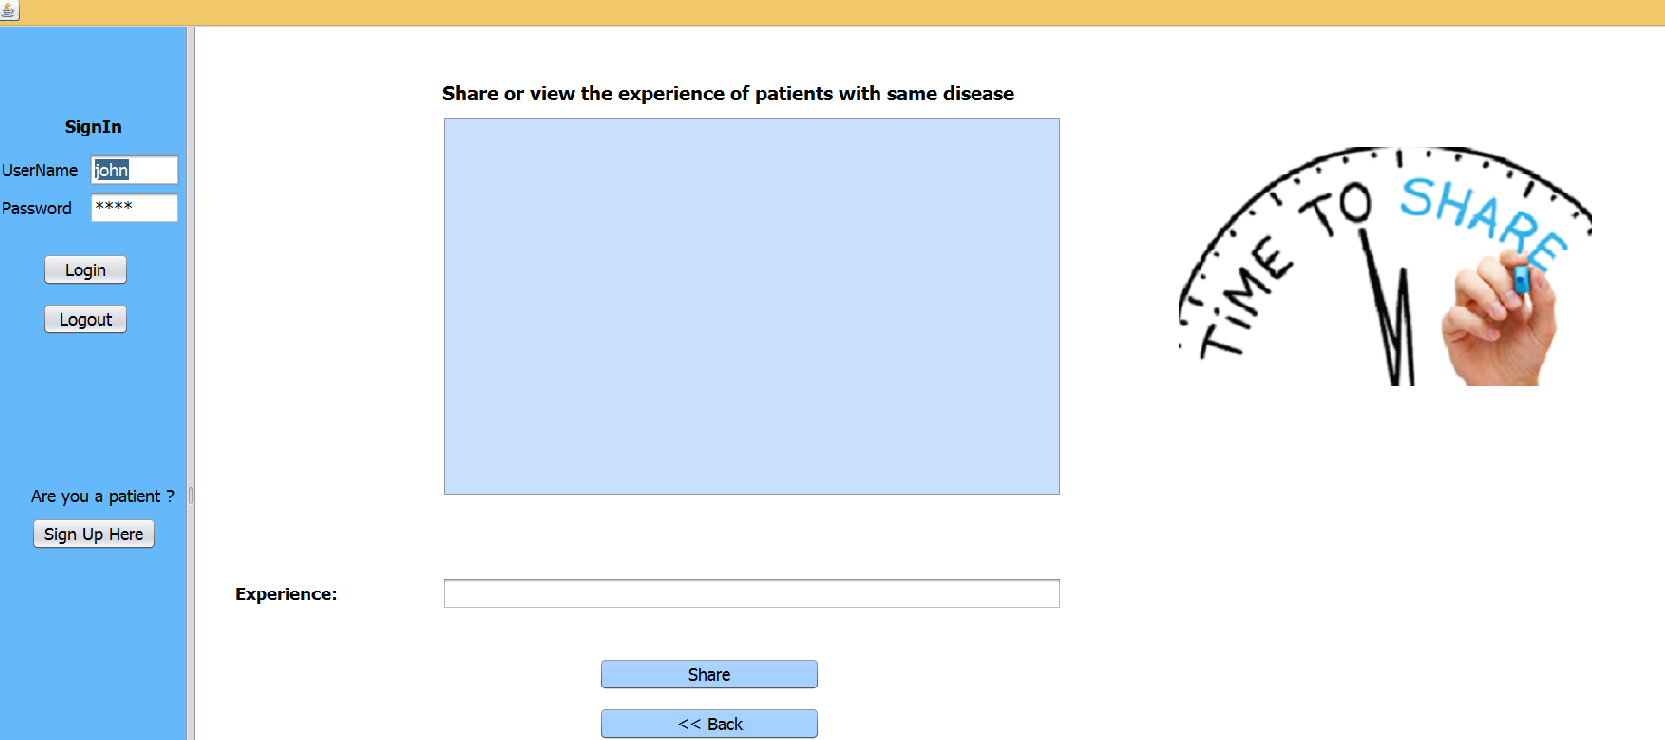 SignIn
UserName john
Password ****
Login
Logout
Are you a patient ?
Sign Up Here
Share or view the experience of patients with same disease
TiME TO SHARE
Experience:
Share
<< Back